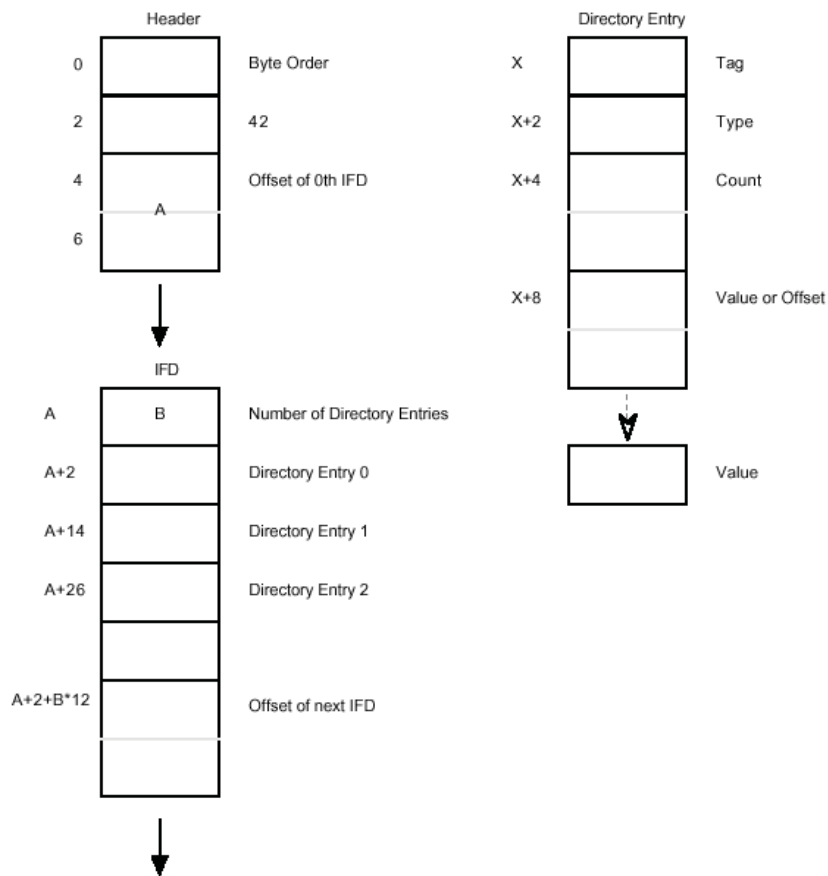 Header
0
Byte Order
2
42
4
Offset of 0th IFD
A
6
IFD
A
B
Number of Directory Entries
A+2
Directory Entry 0
A+14
Directory Entry 1
A+26
Directory Entry 2
A+2+B*12
Offset of next IFD
Directory Entry
X
Tag
X+2
Type
X+4
Count
X+8
Value or Offset
Value